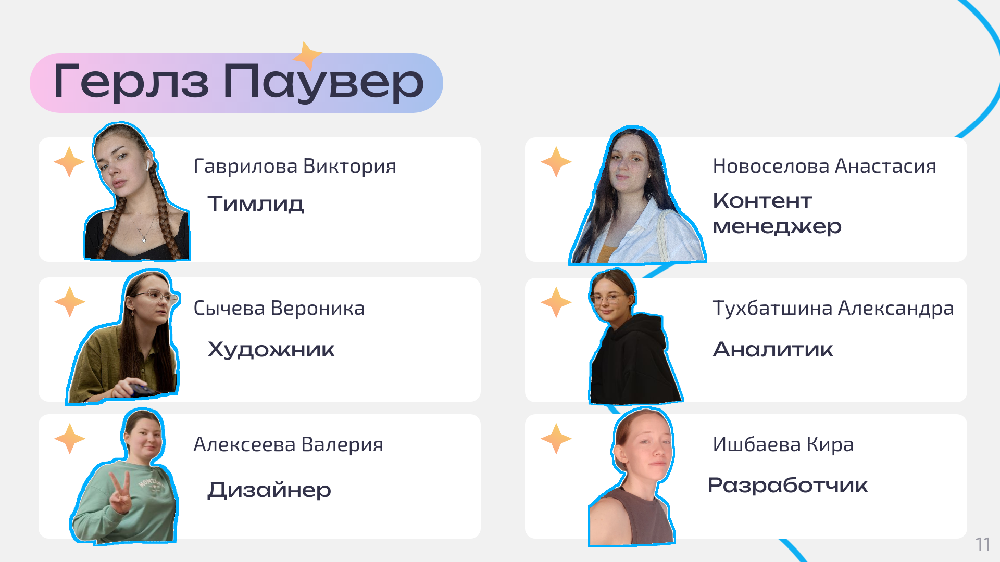 Герлз Паувер
Гаврилова Виктория
Тимлид
Новоселова Анастасия
Контент
менеджер
Сычева Вероника
Художник
Тухбатшина Александра
Аналитик
Алексеева Валерия
Дизайнер
Ишбаева Кира
Разработчик
11